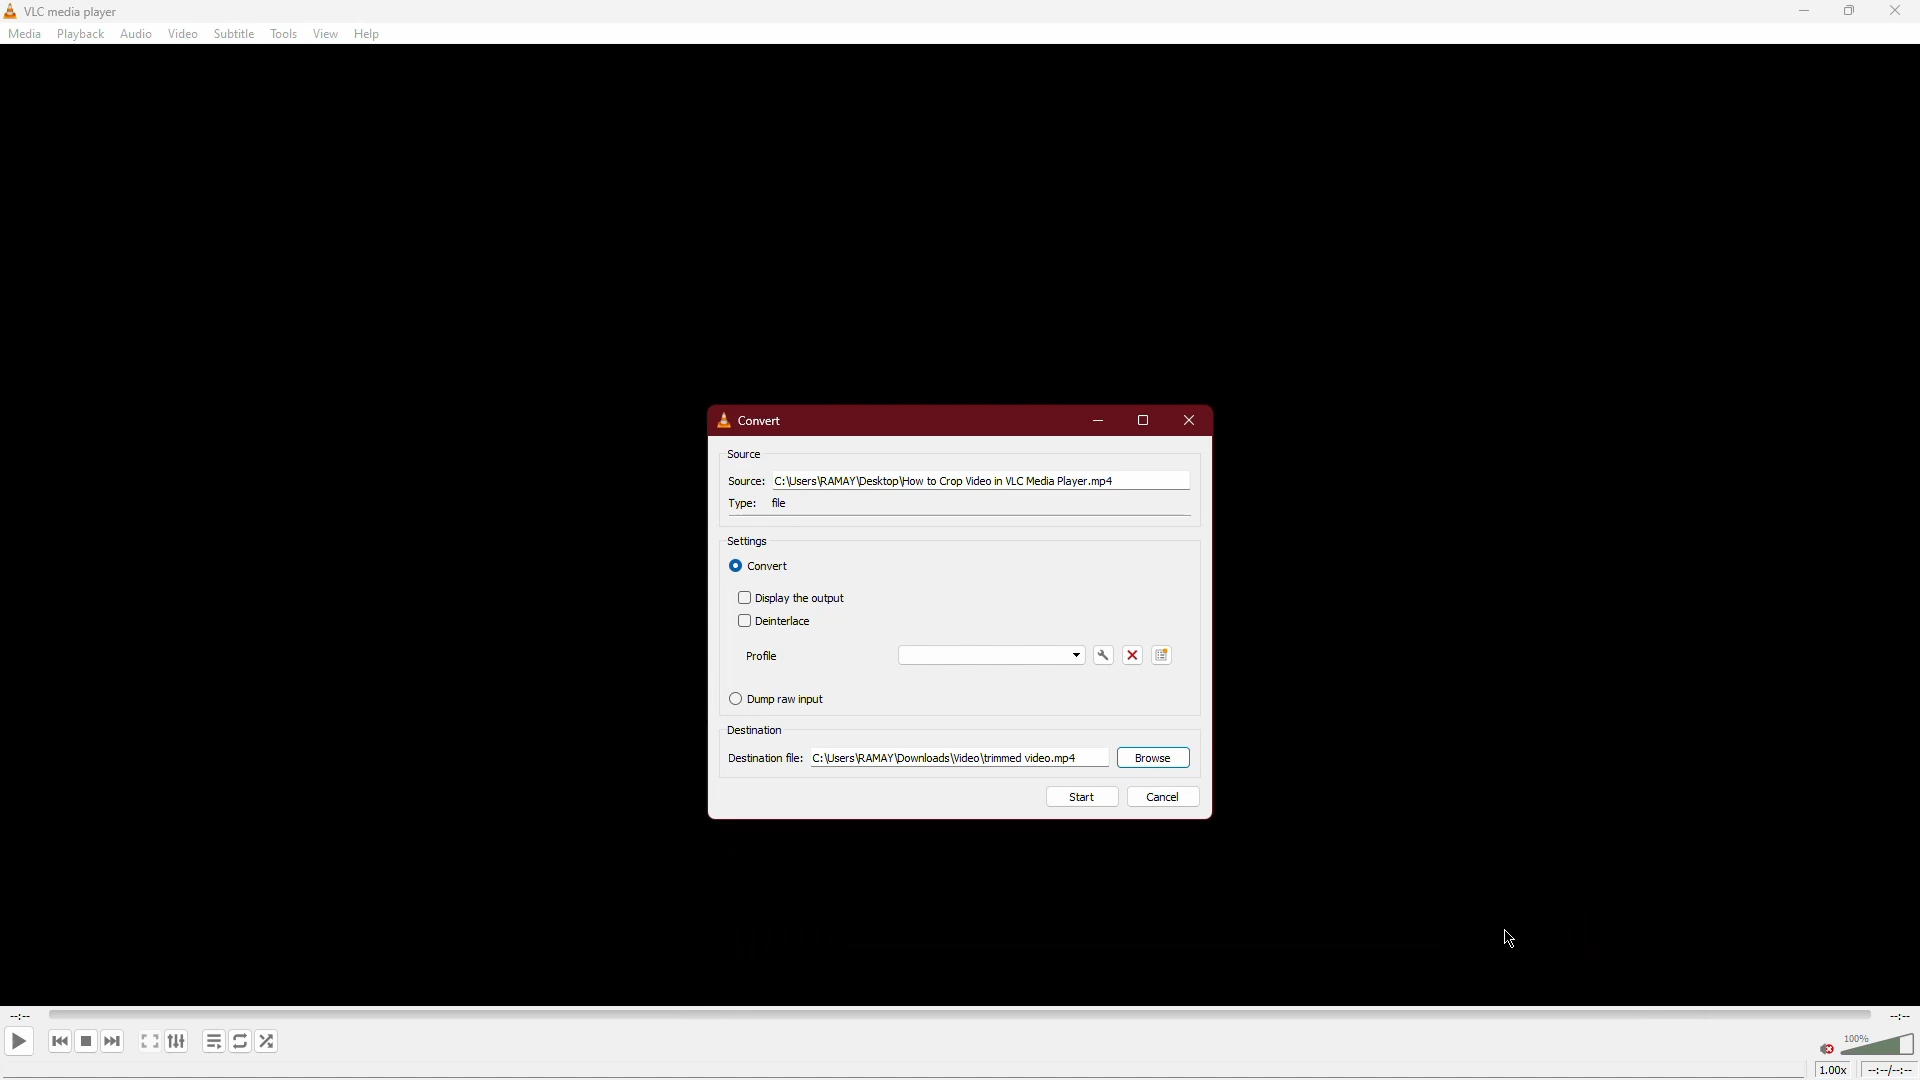 VLC media player
Media Playback Audio Video Subtitle Tools View Help
Convert
Source
Source: C:\Users\RAMAY\Desktop\How to Crop Video in VLC Media Player.mp4
Type: file
Settings
Convert
Display the output
Deinterlace
Profile
Dump raw input
Destination
Destination file: C:\Users\RAMAY\Downloads\Video\trimmed video.mp4 Browse
Start Cancel
--:-- --:--
100%
1.00x --:--/--:--